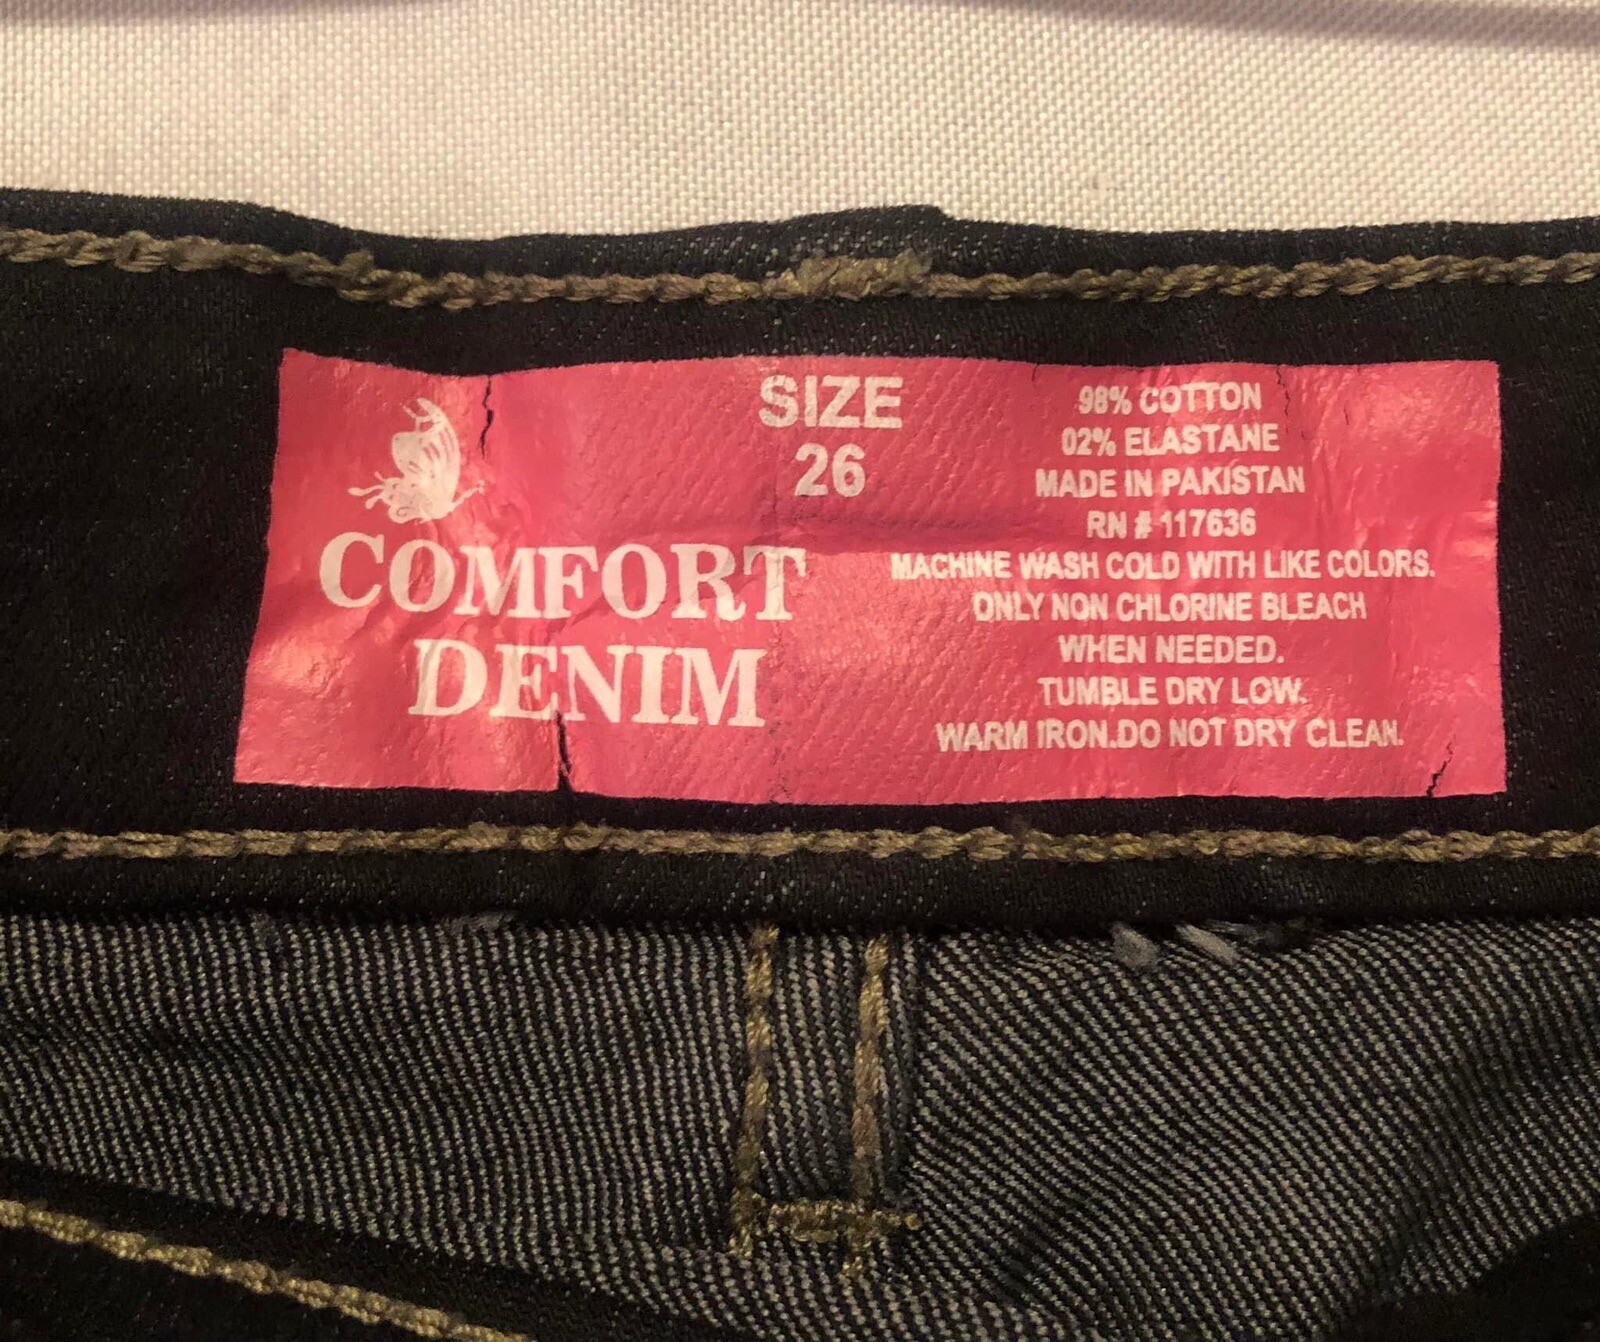 SIZE
26
COMFORT
DENIM
98% COTTON
02% ELASTANE
MADE IN PAKISTAN
RN # 117636
MACHINE WASH COLD WITH LIKE COLORS.
ONLY NON CHLORINE BLEACH
WHEN NEEDED.
TUMBLE DRY LOW.
WARM IRON.DO NOT DRY CLEAN.